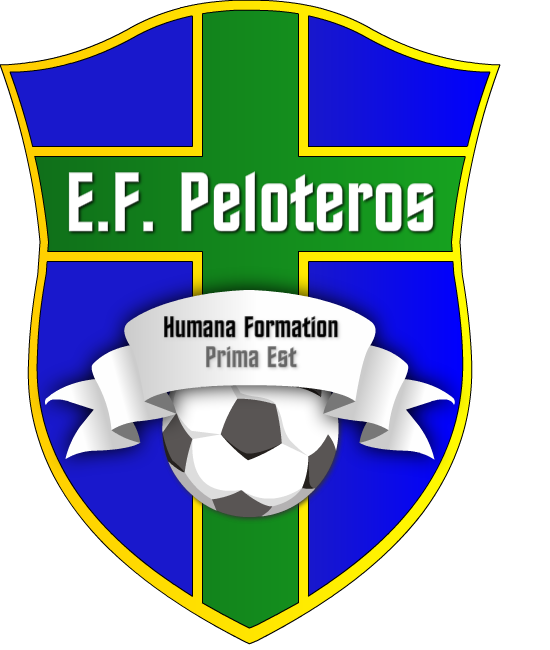 E.F. Peloteros
Humana Formation
Prima Est